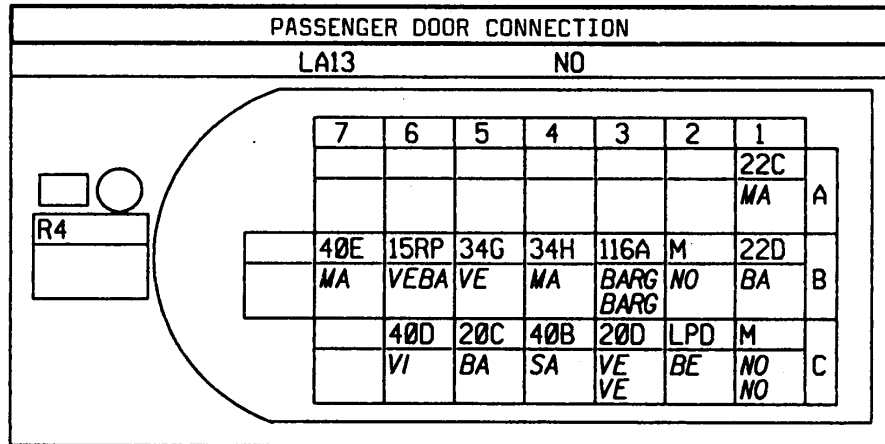 PASSENGER DOOR CONNECTION
LA13 NO
7 6 5 4 3 2 1
22C
MA A
R4
40E 15RP 34G 34H 116A M 22D
MA VEBA VE MA BARG NO BA B
BARG
40D 20C 40B 20D LPD M
VI BA SA VE BE NO C
VE NO